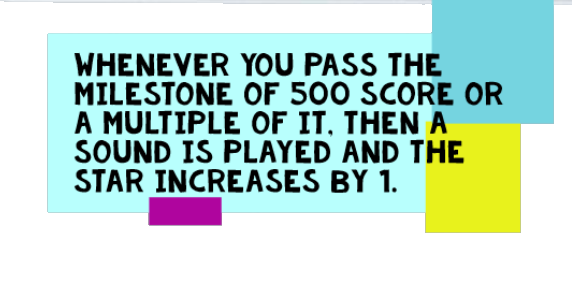 WHENEVER YOU PASS THE
MILESTONE OF 500 SCORE OR
A MULTIPLE OF IT, THEN A
SOUND IS PLAYED AND THE
STAR INCREASES BY 1.